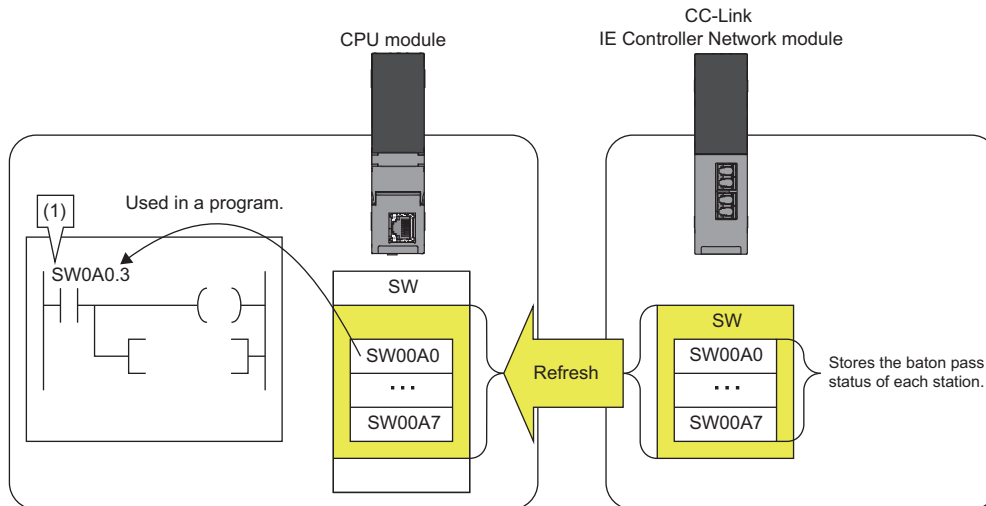 CC-Link
IE Controller Network module
CPU module
(1)
Used in a program.
SW0A0.3
SW
SW00A0
...
SW00A7
Refresh
SW
SW00A0
...
SW00A7
Stores the baton pass
status of each station.